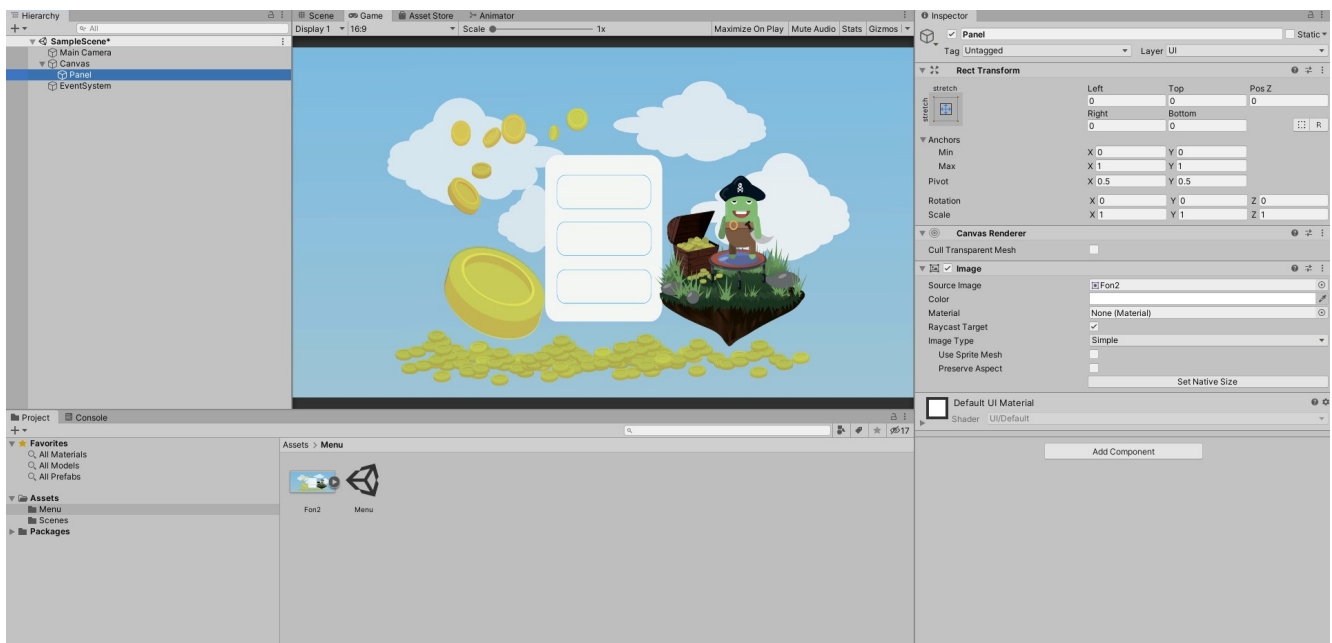 Hierarchy
All
SampleScene*
Main Camera
Canvas
Panel
EventSystem
Scene
Game
Asset Store
Animator
Display 1
16:9
Scale
1x
Maximize On Play
Mute Audio
Stats
Gizmos
Inspector
Panel
Static
Tag Untagged
Layer UI
Rect Transform
stretch
stretch
Left Top Pos Z
0 0 0
Right Bottom
0 0
R
Anchors
Min X 0 Y 0
Max X 1 Y 1
Pivot X 0.5 Y 0.5
Rotation X 0 Y 0 Z 0
Scale X 1 Y 1 Z 1
Canvas Renderer
Cull Transparent Mesh
Image
Source Image Fon2
Color
Material None (Material)
Raycast Target
Image Type Simple
Use Sprite Mesh
Preserve Aspect
Set Native Size
Default UI Material
Shader UI/Default
Add Component
Project
Console
17
Favorites
All Materials
All Models
All Prefabs
Assets
Menu
Scenes
Packages
Assets > Menu
Fon2
Menu